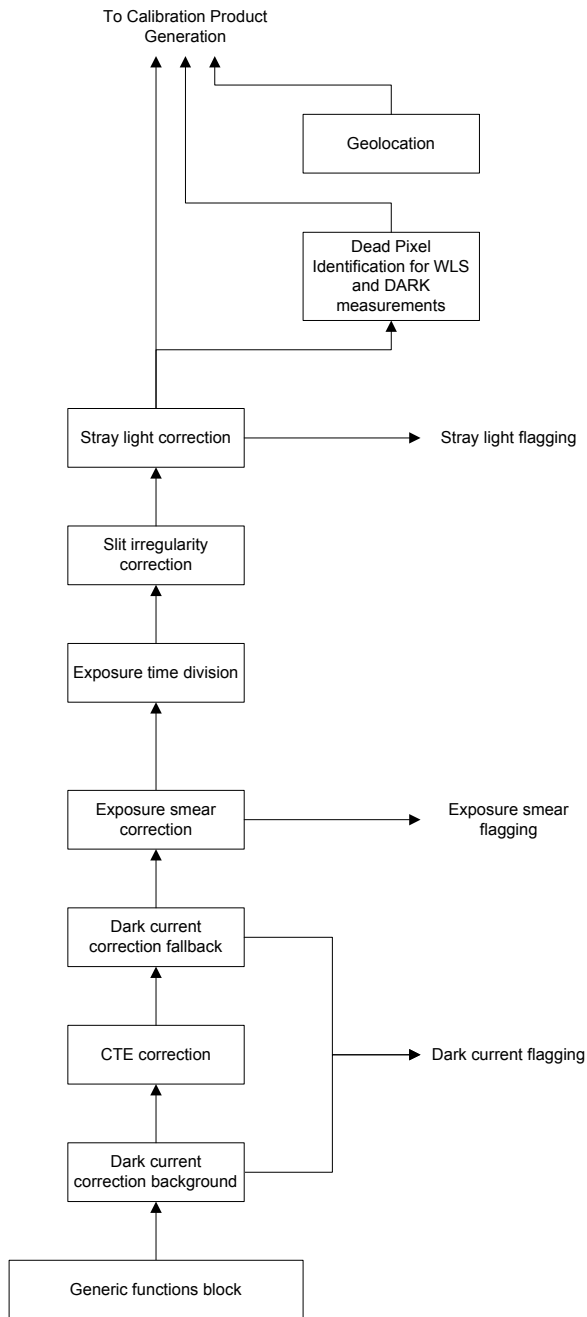 To Calibration Product
Generation
Geolocation
Dead Pixel
Identification for WLS
and DARK
measurements
Stray light correction
Stray light flagging
Slit irregularity
correction
Exposure time division
Exposure smear
correction
Exposure smear
flagging
Dark current
correction fallback
CTE correction
Dark current flagging
Dark current
correction background
Generic functions block